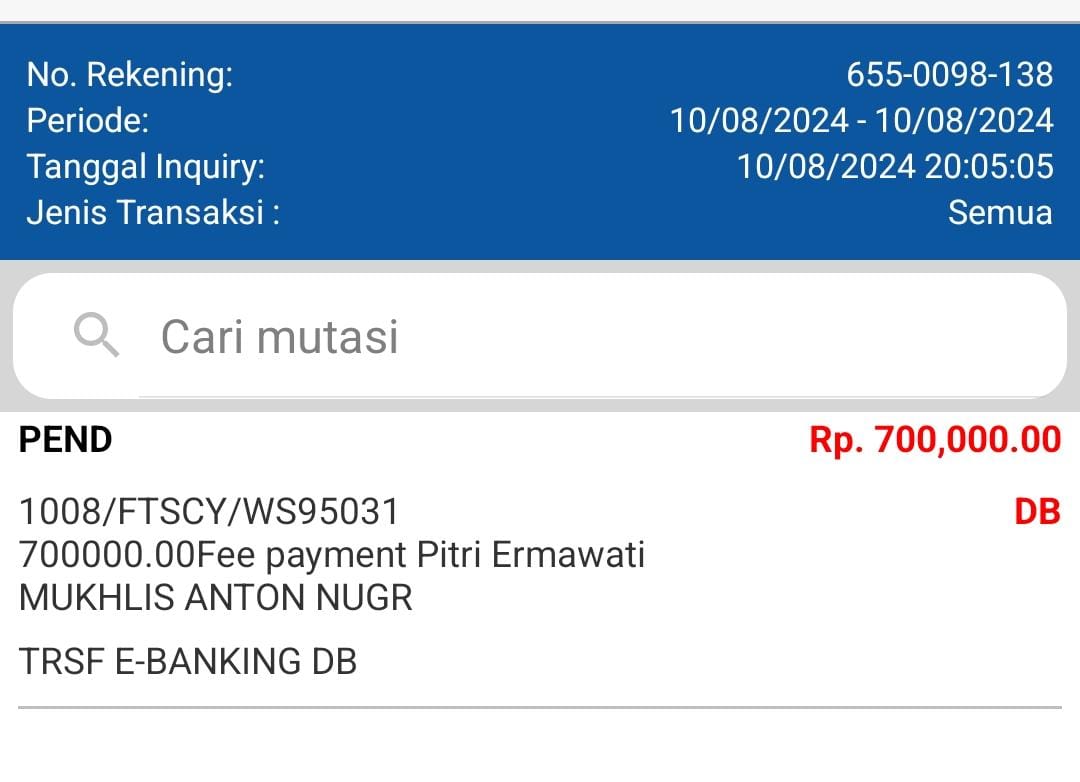 No. Rekening: 655-0098-138
Periode: 10/08/2024 - 10/08/2024
Tanggal Inquiry: 10/08/2024 20:05:05
Jenis Transaksi : Semua
Cari mutasi
PEND Rp. 700,000.00
1008/FTSCY/WS95031 DB
700000.00Fee payment Pitri Ermawati
MUKHLIS ANTON NUGR
TRSF E-BANKING DB